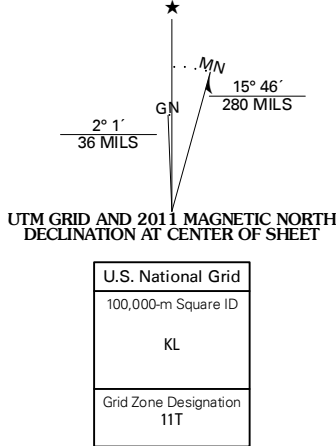 MN
GN
15° 46´
280 MILS
2° 1´
36 MILS
UTM GRID AND 2011 MAGNETIC NORTH
DECLINATION AT CENTER OF SHEET
U.S. National Grid
100,000-m Square ID
KL
Grid Zone Designation
11T